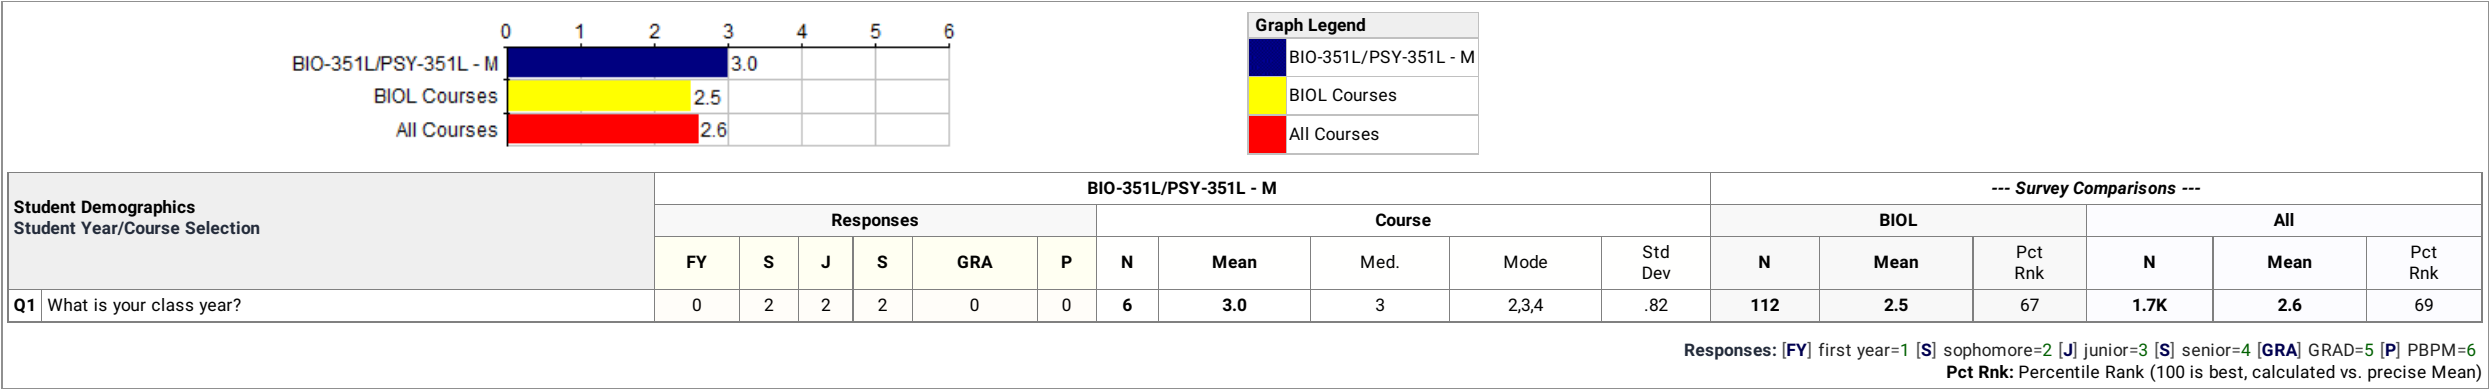 0 1 2 3 4 5 6
BIO-351L/PSY-351L - M 3.0
BIOL Courses 2.5
All Courses 2.6
Graph Legend
BIO-351L/PSY-351L - M
BIOL Courses
All Courses
Student Demographics
Student Year/Course Selection
BIO-351L/PSY-351L - M --- Survey Comparisons ---
Responses Course BIOL All
FY S J S GRA P N Mean Med. Mode Std Dev N Mean Pct Rnk N Mean Pct Rnk
Q1 What is your class year? 0 2 2 2 0 0 6 3.0 3 2,3,4 .82 112 2.5 67 1.7K 2.6 69
Responses: [FY] first year=1 [S] sophomore=2 [J] junior=3 [S] senior=4 [GRA] GRAD=5 [P] PBPM=6
Pct Rnk: Percentile Rank (100 is best, calculated vs. precise Mean)